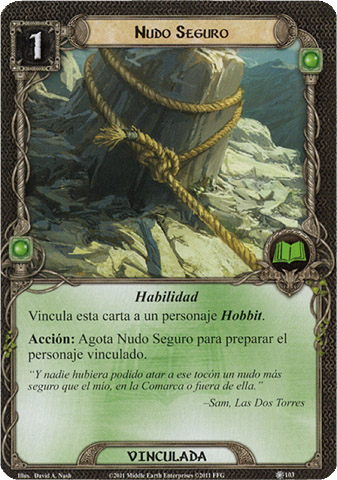 1
Nudo Seguro
Habilidad
Vincula esta carta a un personaje Hobbit.
Acción: Agota Nudo Seguro para preparar el
personaje vinculado.
“Y nadie hubiera podido atar a ese tocón un nudo más
seguro que el mío, en la Comarca o fuera de ella.”
–Sam, Las Dos Torres
Illus. David A. Nash
©2011 Middle Earth Enterprises ©2011 FFG
103
VINCULADA